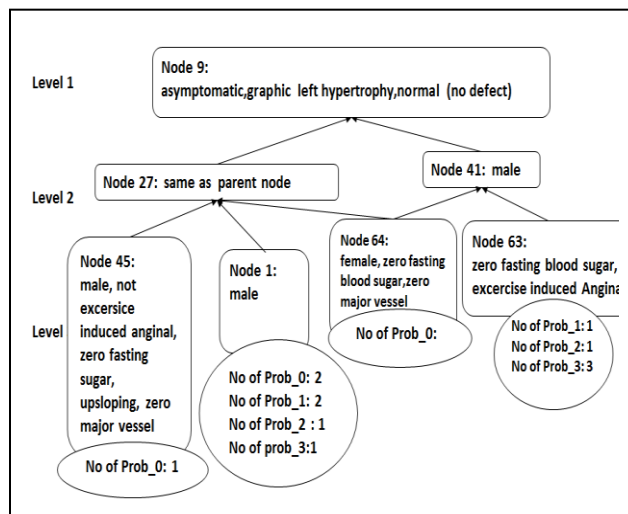 Level 1
Node 9:
asymptomatic,graphic left hypertrophy,normal (no defect)
Level 2
Node 27: same as parent node
Node 41: male
Level
Node 45:
male, not
excersice
induced anginal,
zero fasting
sugar,
upsloping, zero
major vessel
No of Prob_0: 1
Node 1:
male
No of Prob_0: 2
No of Prob_1: 2
No of Prob_2 : 1
No of prob_3:1
Node 64:
female, zero fasting
blood sugar,zero
major vessel
No of Prob_0:
Node 63:
zero fasting blood sugar,
excercise induced Angina
No of Prob_1: 1
No of Prob_2: 1
No of Prob_3: 3